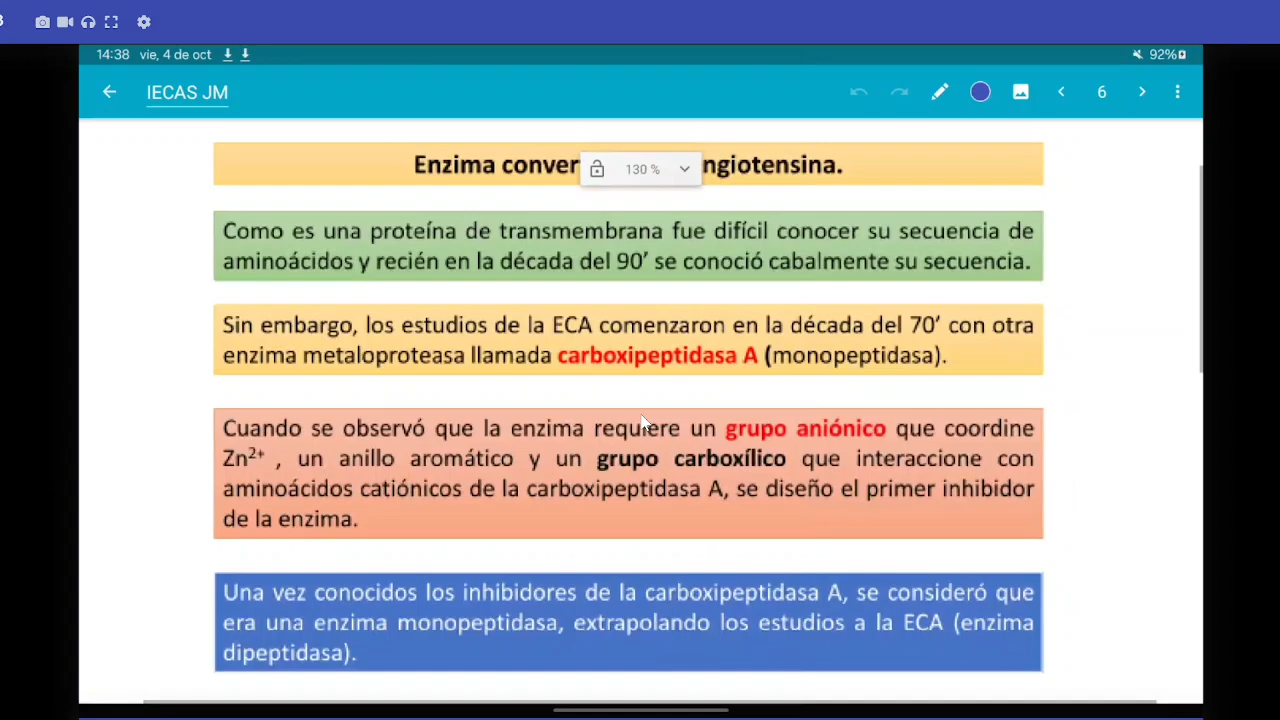 3
14:38 vie, 4 de oct 92%
IECAS JM 6
Enzima conver ngiotensina.
130 %
Como es una proteína de transmembrana fue difícil conocer su secuencia de
aminoácidos y recién en la década del 90’ se conoció cabalmente su secuencia.
Sin embargo, los estudios de la ECA comenzaron en la década del 70’ con otra
enzima metaloproteasa llamada carboxipeptidasa A (monopeptidasa).
Cuando se observó que la enzima requiere un grupo aniónico que coordine
Zn²⁺ , un anillo aromático y un grupo carboxílico que interaccione con
aminoácidos catiónicos de la carboxipeptidasa A, se diseño el primer inhibidor
de la enzima.
Una vez conocidos los inhibidores de la carboxipeptidasa A, se consideró que
era una enzima monopeptidasa, extrapolando los estudios a la ECA (enzima
dipeptidasa).